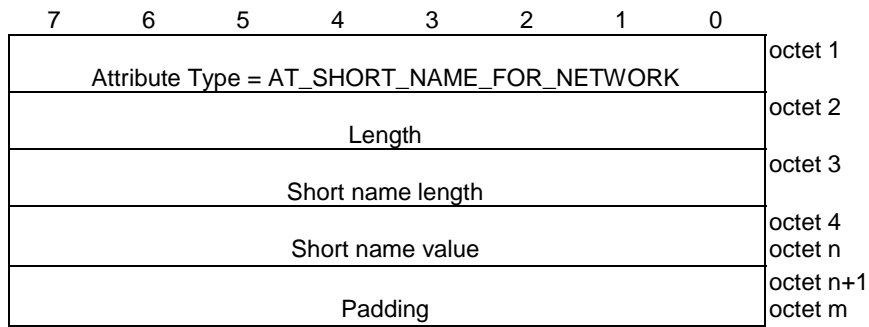 7 6 5 4 3 2 1 0
octet 1
Attribute Type = AT_SHORT_NAME_FOR_NETWORK
octet 2
Length
octet 3
Short name length
octet 4
Short name value octet n
octet n+1
Padding octet m